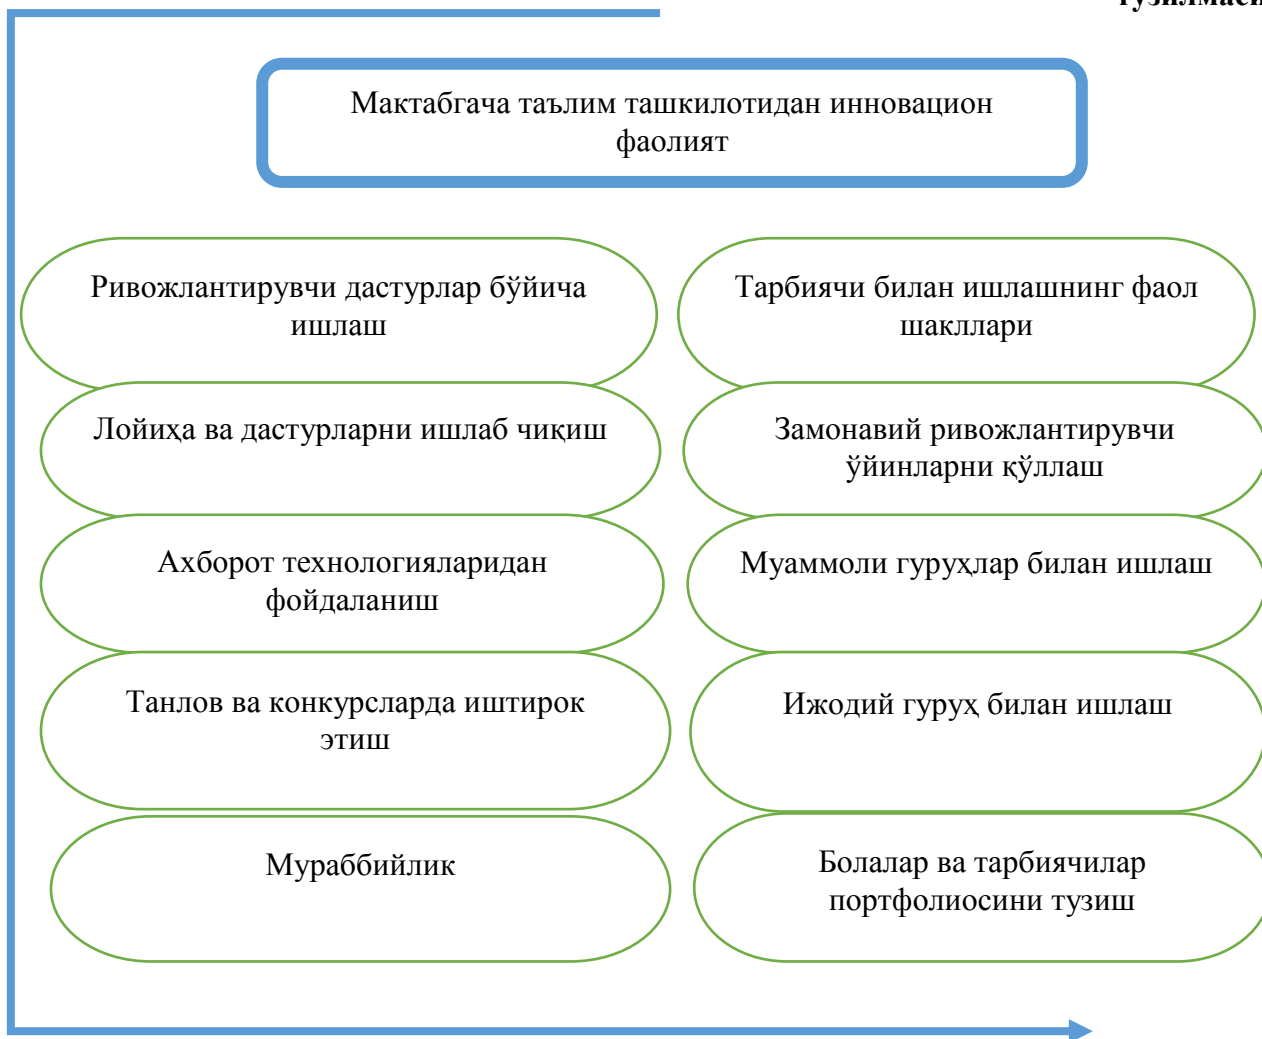 тузилмаси
Мактабгача таълим ташкилотидан инновацион
фаолият
Ривожлантирувчи дастурлар бўйича
ишлаш
Тарбиячи билан ишлашнинг фаол
шакллари
Лойиҳа ва дастурларни ишлаб чиқиш
Замонавий ривожлантирувчи
ўйинларни қўллаш
Ахборот технологияларидан
фойдаланиш
Муаммоли гуруҳлар билан ишлаш
Танлов ва конкурсларда иштирок
этиш
Ижодий гуруҳ билан ишлаш
Мураббийлик
Болалар ва тарбиячилар
портфолиосини тузиш